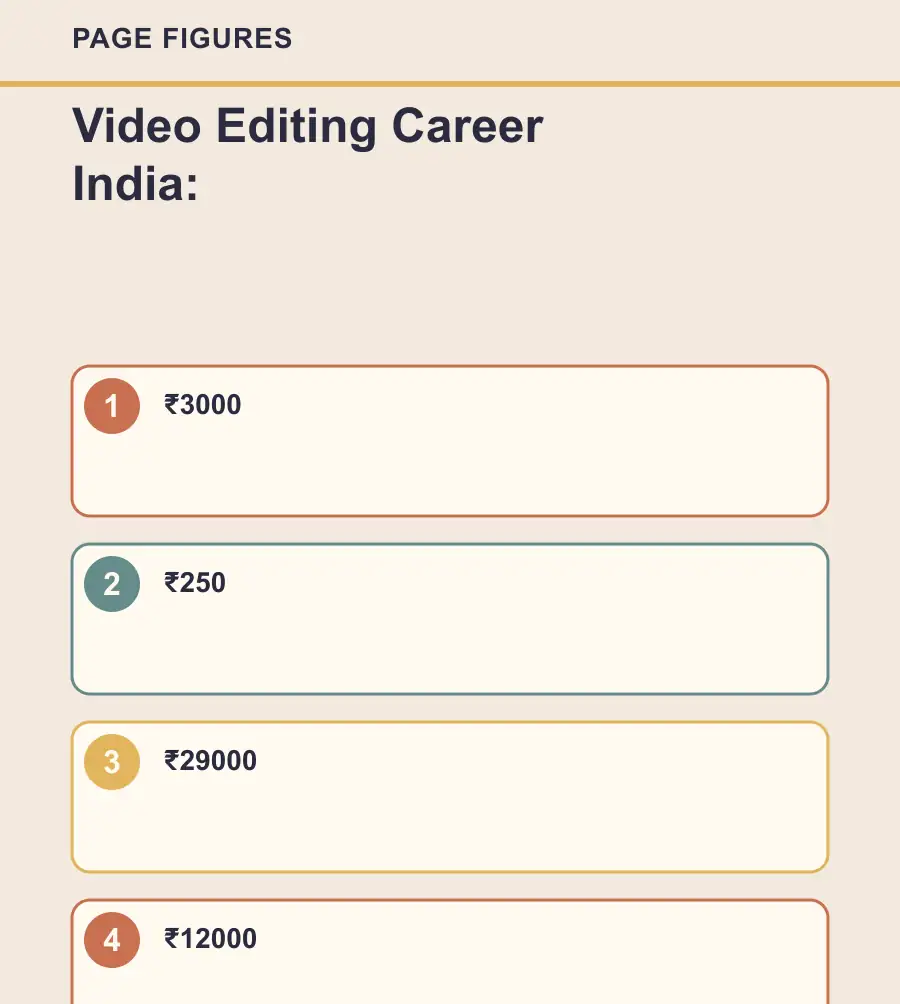 PAGE FIGURES
Video Editing Career
India:
1 ₹3000
2 ₹250
3 ₹29000
4 ₹12000